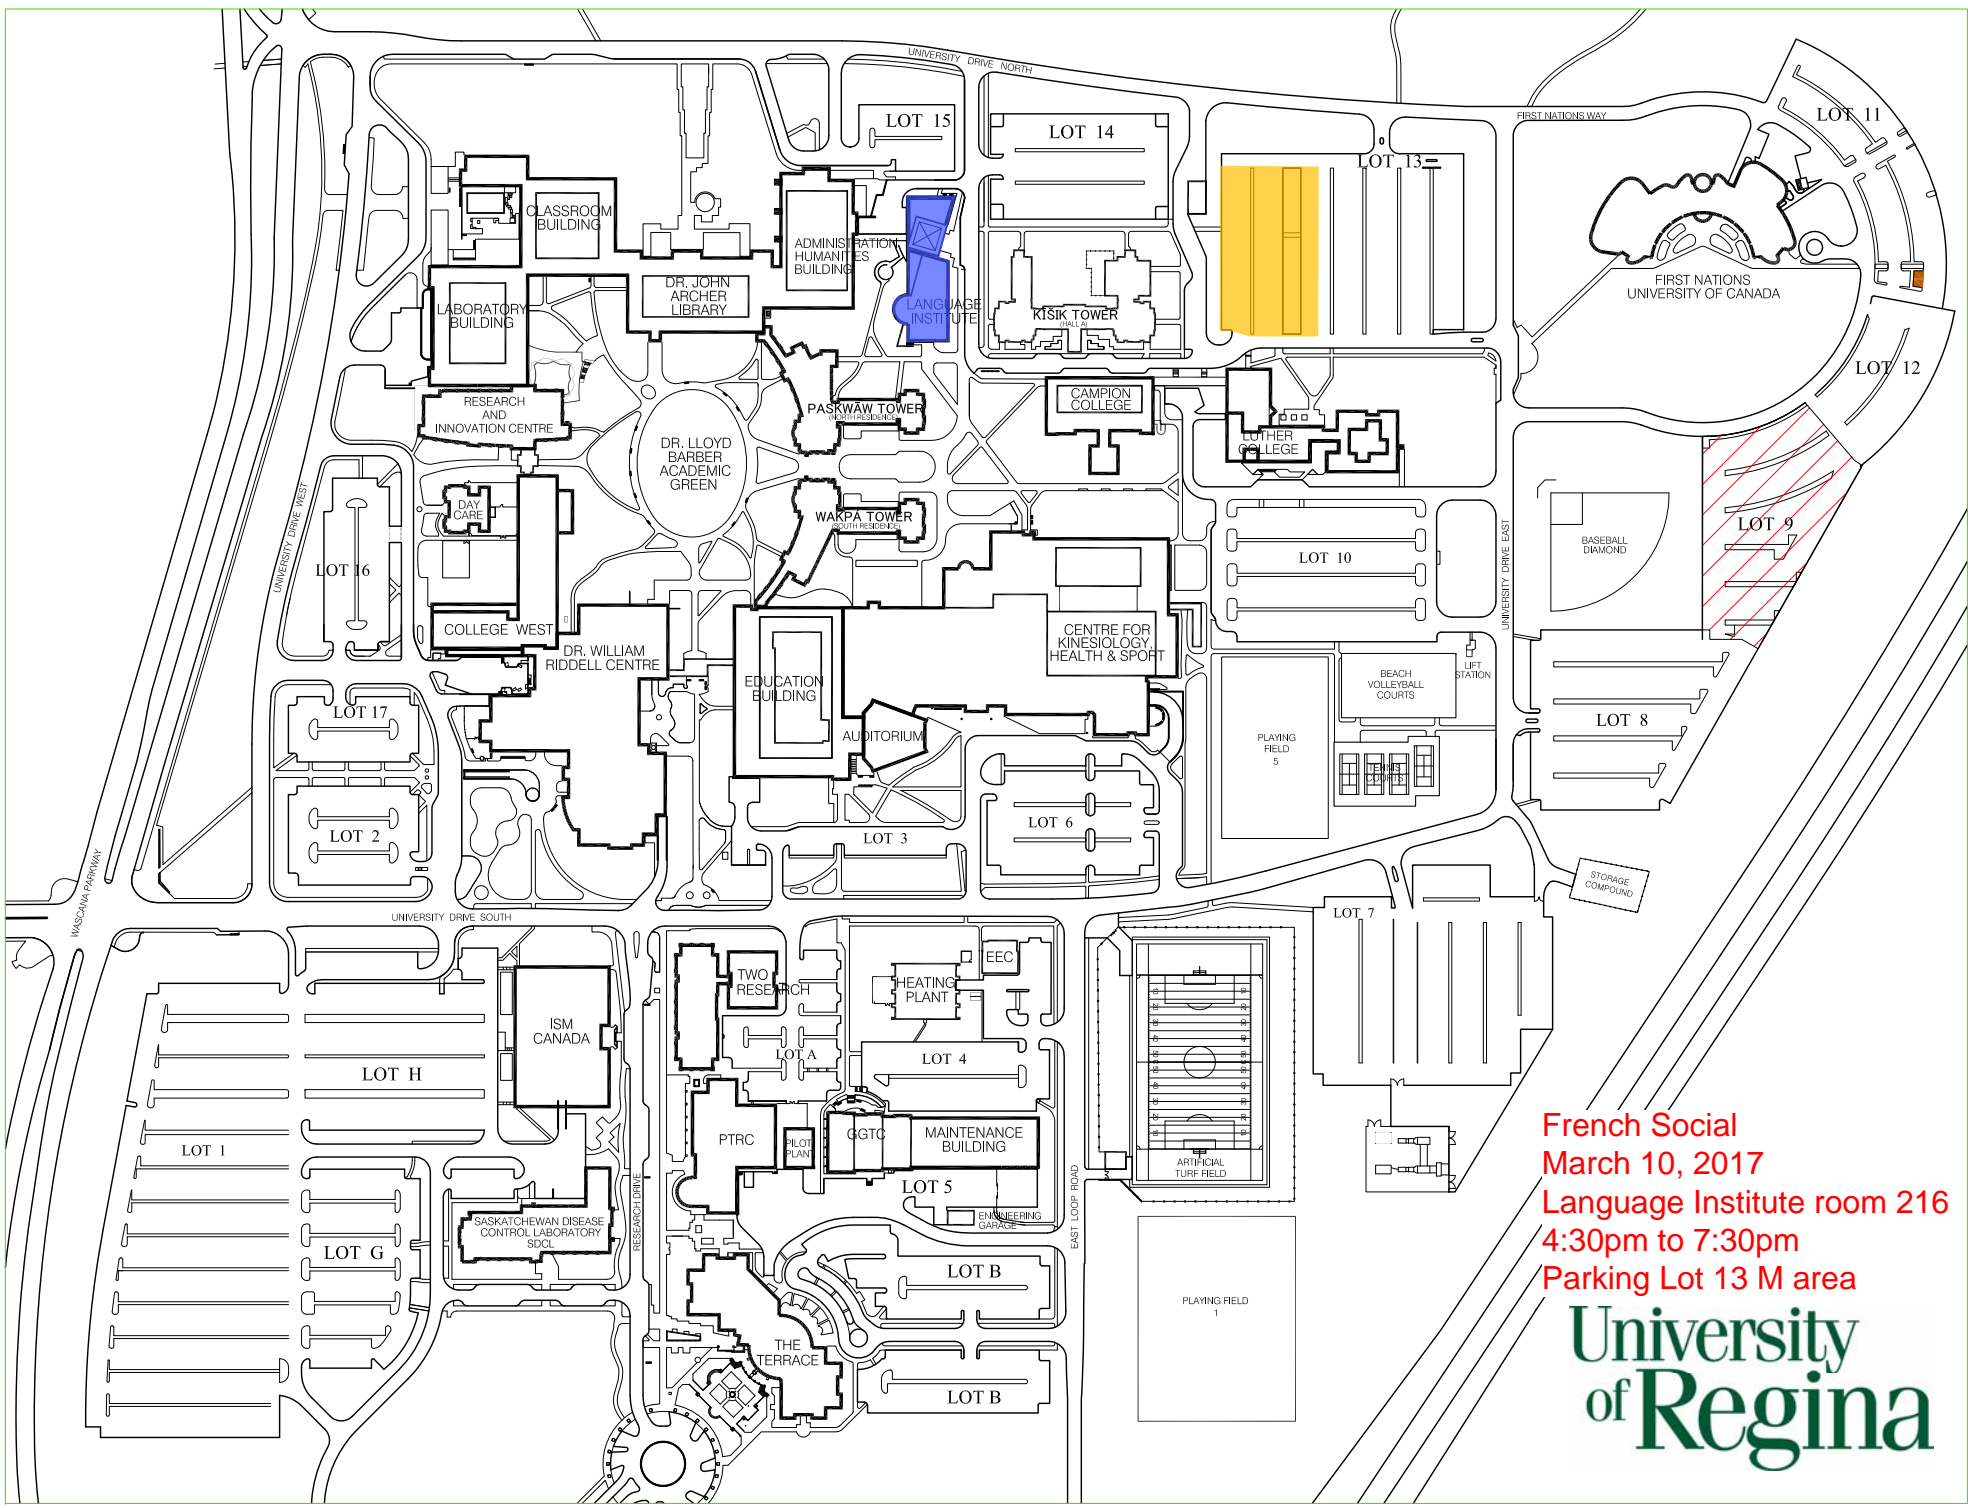 UNIVERSITY DRIVE NORTH
FIRST NATIONS WAY
LOT 15
LOT 14
LOT 13
LOT 11
CLASSROOM
BUILDING
ADMINISTRATION
HUMANITIES
BUILDING
DR. JOHN
ARCHER
LIBRARY
LABORATORY
BUILDING
LANGUAGE
INSTITUTE
KĪSIK TOWER
(HALL A)
FIRST NATIONS
UNIVERSITY OF CANADA
LOT 12
RESEARCH
AND
INNOVATION CENTRE
PASKWĀW TOWER
(NORTH RESIDENCE)
CAMPION
COLLEGE
LUTHER
COLLEGE
DR. LLOYD
BARBER
ACADEMIC
GREEN
DAY
CARE
WAKPÁ TOWER
(SOUTH RESIDENCE)
UNIVERSITY DRIVE WEST
LOT 16
LOT 10
UNIVERSITY DRIVE EAST
BASEBALL
DIAMOND
LOT 9
COLLEGE WEST
DR. WILLIAM
RIDDELL CENTRE
CENTRE FOR
KINESIOLOGY,
HEALTH & SPORT
EDUCATION
BUILDING
AUDITORIUM
BEACH
VOLLEYBALL
COURTS
LIFT
STATION
LOT 17
LOT 8
PLAYING
FIELD
5
TENNIS
COURTS
LOT 2
LOT 3
LOT 6
STORAGE
COMPOUND
WASCANA PARKWAY
UNIVERSITY DRIVE SOUTH
LOT 7
TWO
RESEARCH
HEATING
PLANT
EEC
ISM
CANADA
LOT A
LOT 4
LOT H
LOT 1
PTRC
PILOT
PLANT
GGTC
MAINTENANCE
BUILDING
ARTIFICIAL
TURF FIELD
LOT 5
ENGINEERING
GARAGE
EAST LOOP ROAD
RESEARCH DRIVE
SASKATCHEWAN DISEASE
CONTROL LABORATORY
SDCL
LOT G
LOT B
THE
TERRACE
LOT B
PLAYING FIELD
1
French Social
March 10, 2017
Language Institute room 216
4:30pm to 7:30pm
Parking Lot 13 M area
University
of Regina